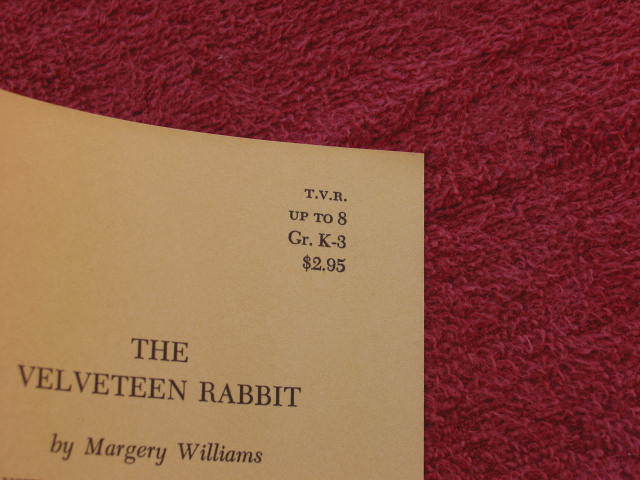 T.V.R.
UP TO 8
Gr. K-3
$2.95
THE
VELVETEEN RABBIT
by Margery Williams